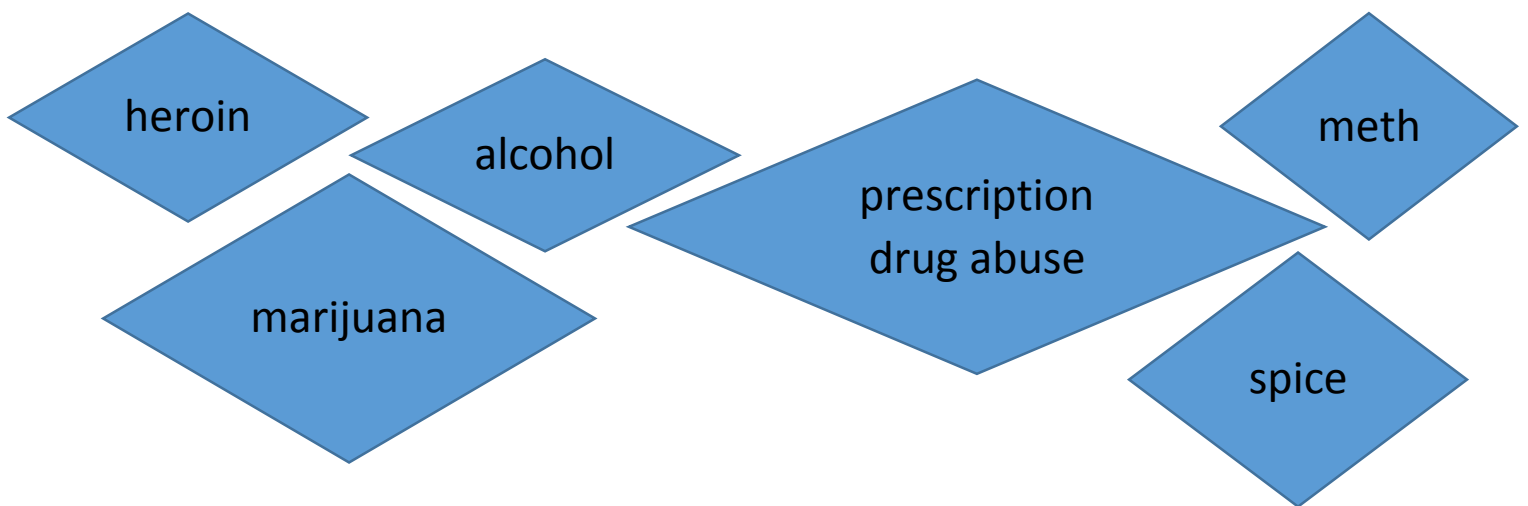 heroin
alcohol
meth
prescription
drug abuse
marijuana
spice